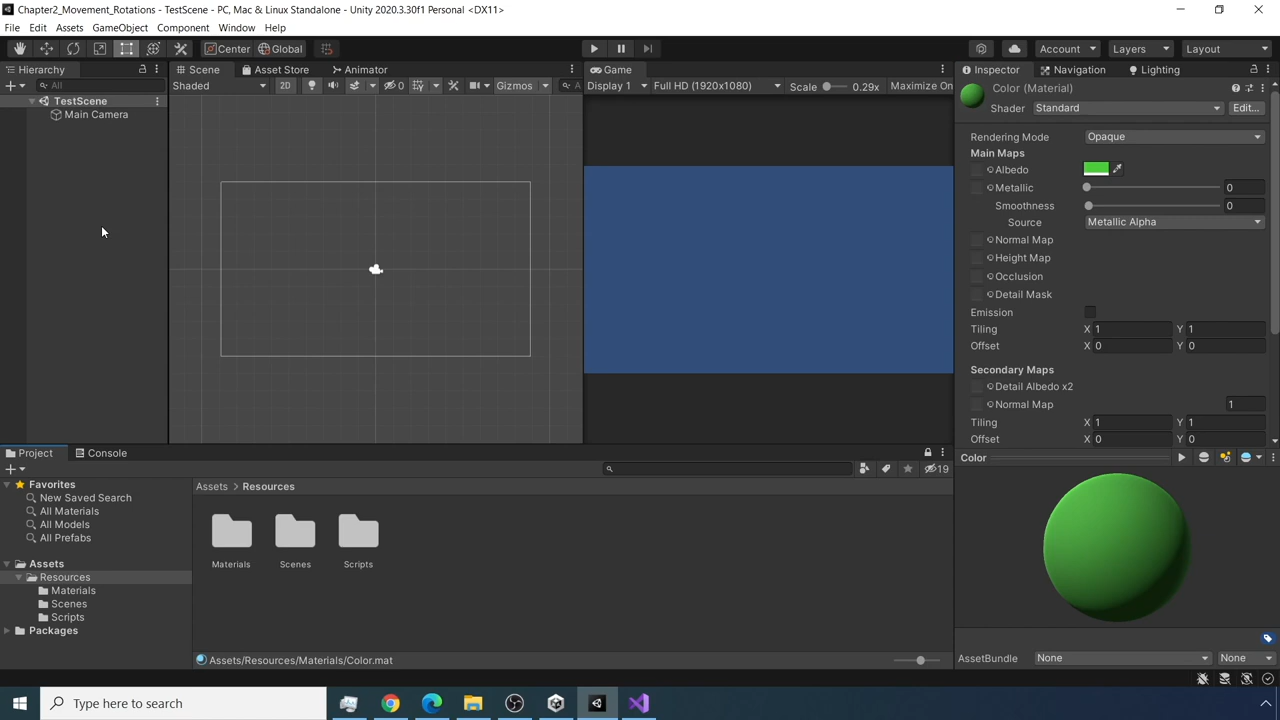 Chapter2_Movement_Rotations - TestScene - PC, Mac & Linux Standalone - Unity 2020.3.30f1 Personal <DX11>
File Edit Assets GameObject Component Window Help
Center Global Account Layers Layout
Hierarchy Scene Asset Store Animator Game Inspector Navigation Lighting
All Shaded 2D 0 Gizmos A Display 1 Full HD (1920x1080) Scale 0.29x Maximize On
Color (Material)
TestScene
Shader Standard Edit...
Main Camera
Rendering Mode Opaque
Main Maps
Albedo
Metallic 0
Smoothness 0
Source Metallic Alpha
Normal Map
Height Map
Occlusion
Detail Mask
Emission
Tiling X 1 Y 1
Offset X 0 Y 0
Secondary Maps
Detail Albedo x2
Normal Map 1
Tiling X 1 Y 1
Offset X 0 Y 0
Project Console
Color
19
Favorites
New Saved Search
All Materials
All Models
All Prefabs
Assets
Resources
Materials
Scenes
Scripts
Packages
Assets > Resources
Materials Scenes Scripts
Assets/Resources/Materials/Color.mat
AssetBundle None None
Type here to search